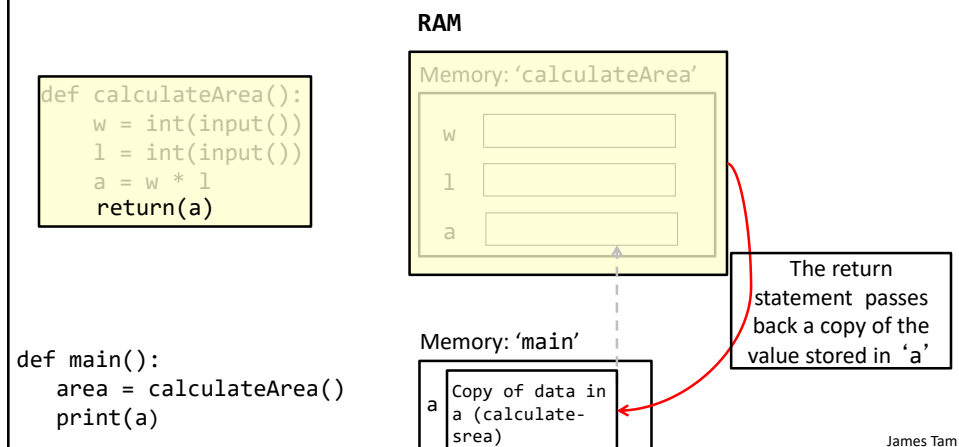 RAM
def calculateArea():
    w = int(input())
    l = int(input())
    a = w * l
    return(a)
Memory: ‘calculateArea’
w
l
a
The return
statement passes
back a copy of the
value stored in ‘a’
def main():
    area = calculateArea()
    print(a)
Memory: ‘main’
a
Copy of data in
a (calculate-
srea)
James Tam